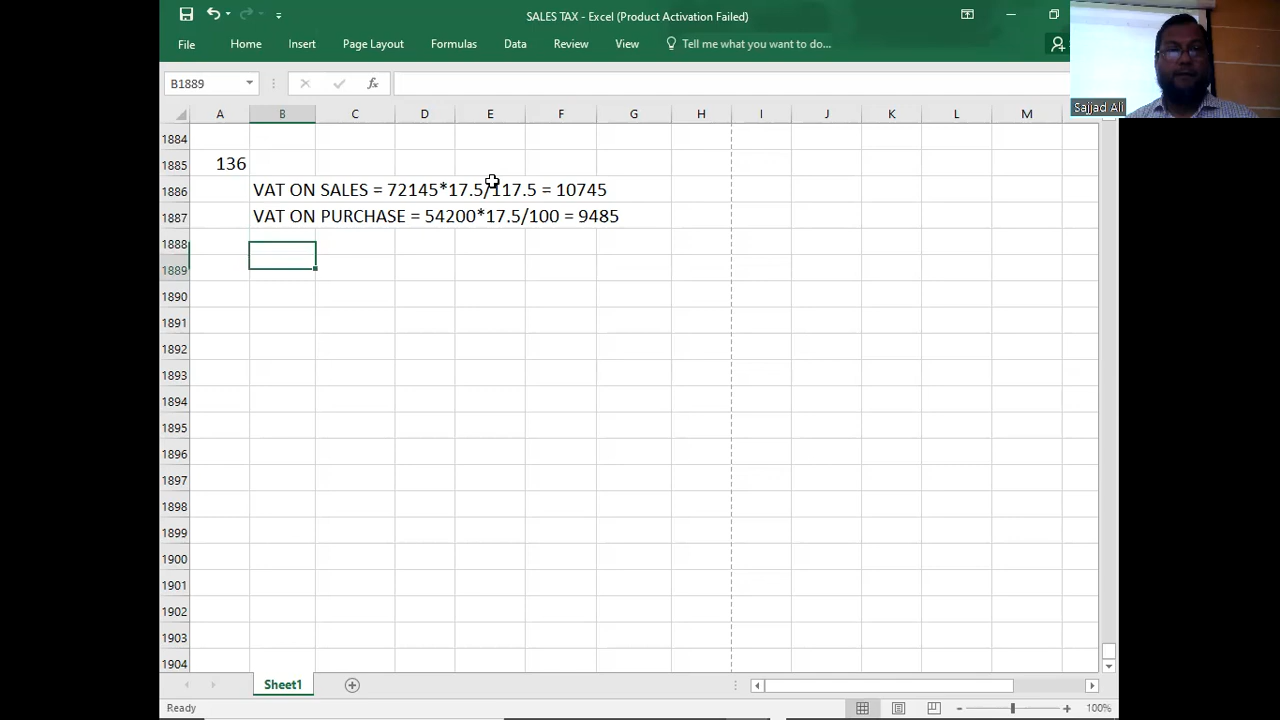 SALES TAX - Excel (Product Activation Failed)
File Home Insert Page Layout Formulas Data Review View Tell me what you want to do...
B1889 fx
Sajjad Ali
A B C D E F G H I J K L M
1884
1885 136
1886 VAT ON SALES = 72145*17.5/117.5 = 10745
1887 VAT ON PURCHASE = 54200*17.5/100 = 9485
1888
1889
1890
1891
1892
1893
1894
1895
1896
1897
1898
1899
1900
1901
1902
1903
1904
Sheet1
Ready 100%